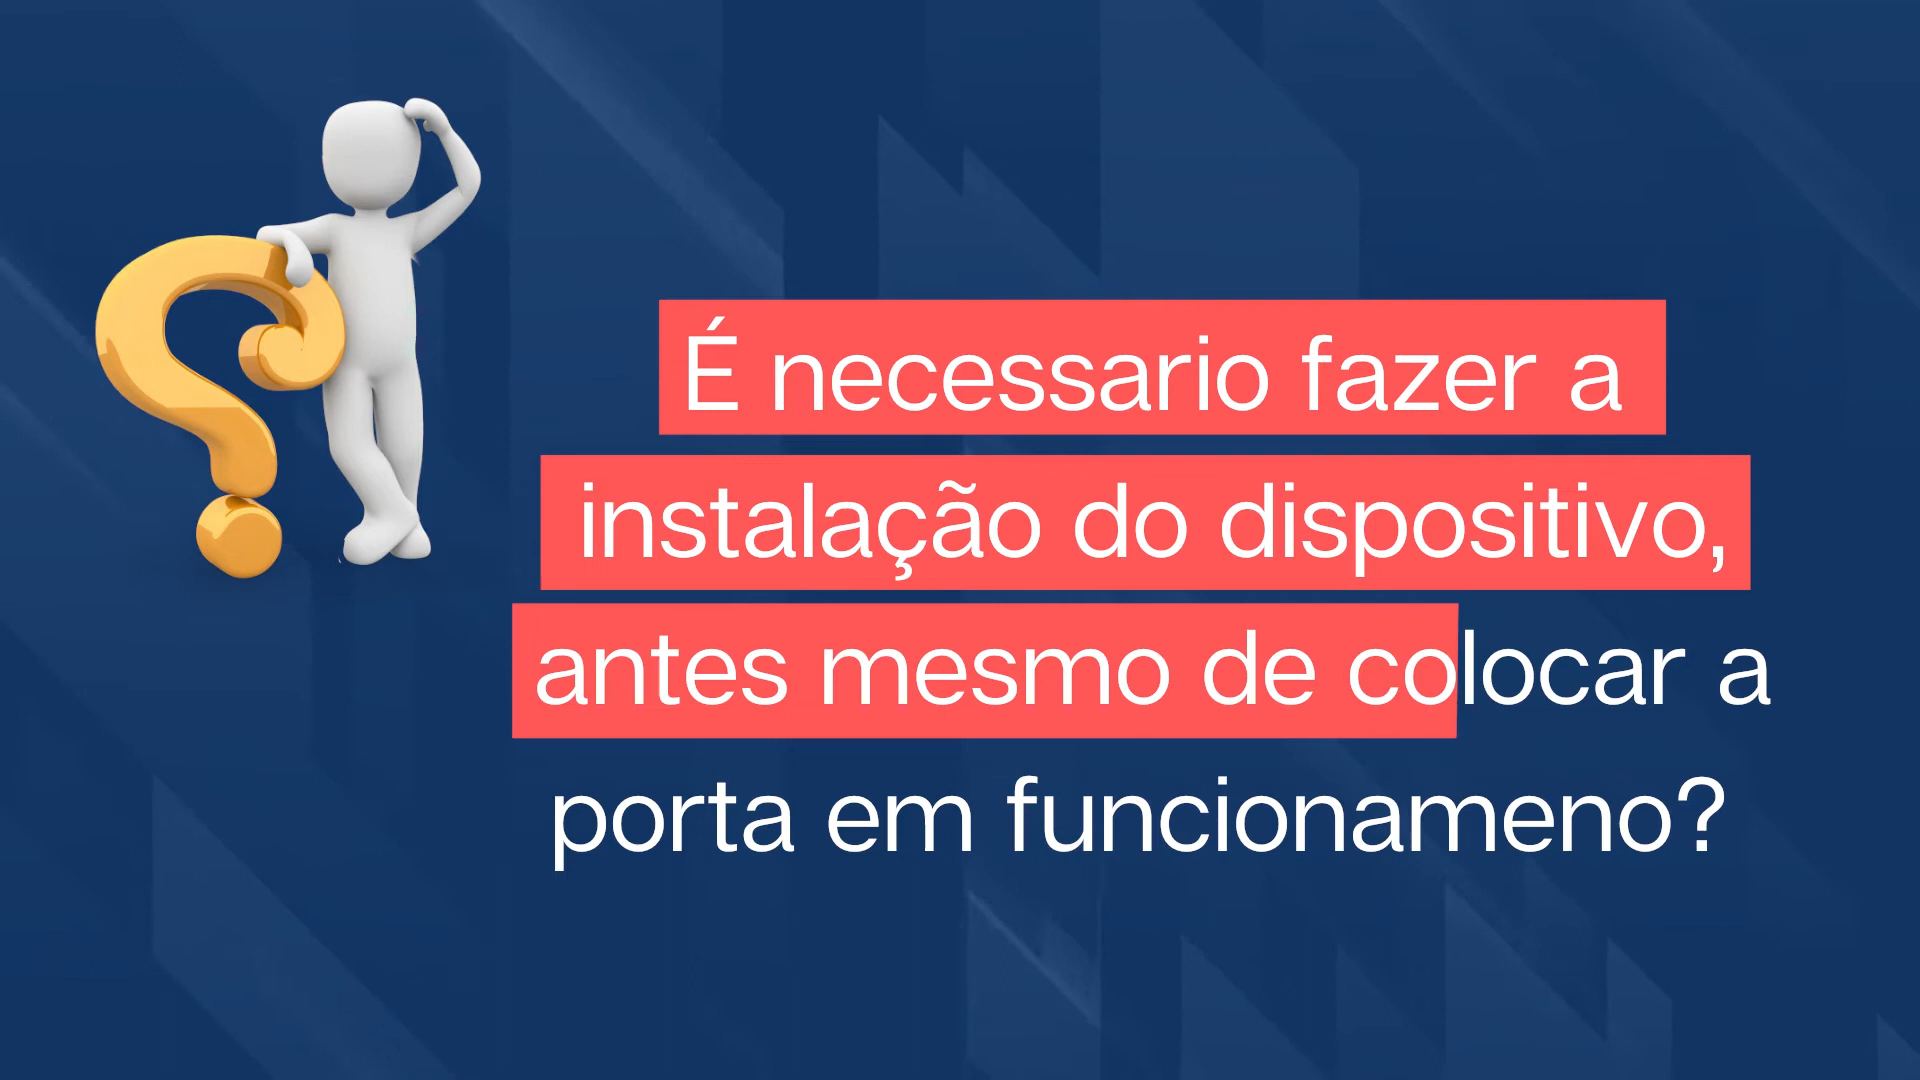 É necessario fazer a
instalação do dispositivo,
antes mesmo de colocar a
porta em funcionameno?